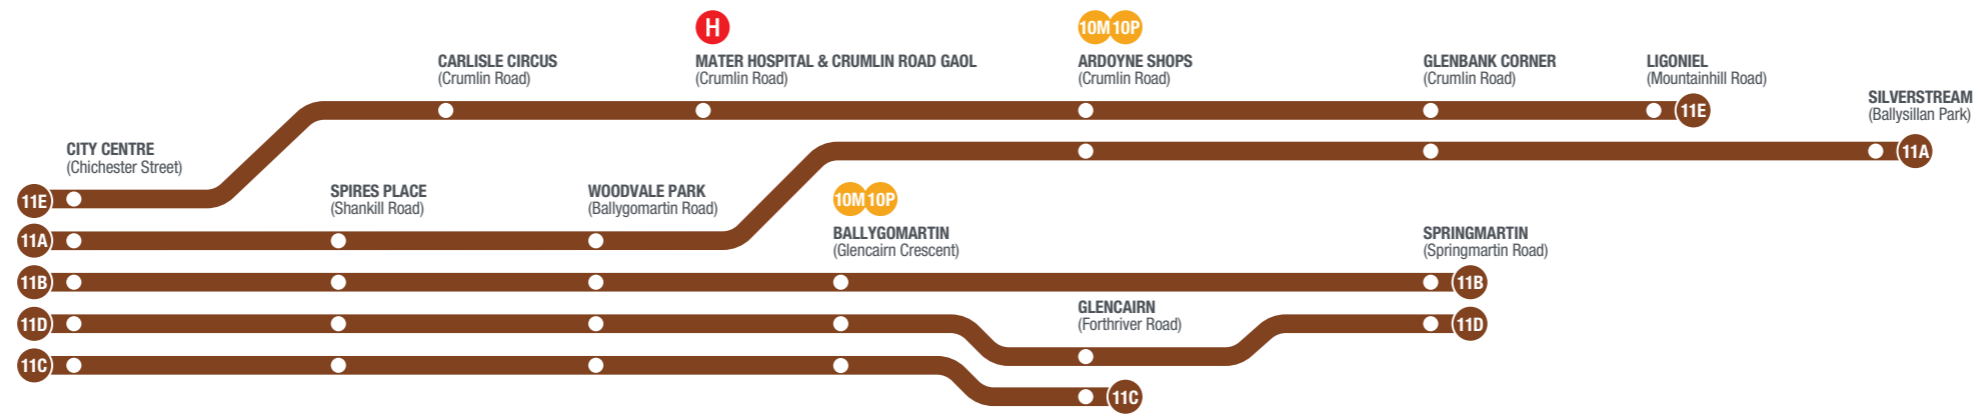 H
10M 10P
CARLISLE CIRCUS
(Crumlin Road)
MATER HOSPITAL & CRUMLIN ROAD GAOL
(Crumlin Road)
ARDOYNE SHOPS
(Crumlin Road)
GLENBANK CORNER
(Crumlin Road)
LIGONIEL
(Mountainhill Road)
11E
SILVERSTREAM
(Ballysillan Park)
11A
CITY CENTRE
(Chichester Street)
11E
SPIRES PLACE
(Shankill Road)
WOODVALE PARK
(Ballygomartin Road)
10M 10P
BALLYGOMARTIN
(Glencairn Crescent)
SPRINGMARTIN
(Springmartin Road)
11A
11B
11B
GLENCAIRN
(Forthriver Road)
11D
11D
11C
11C